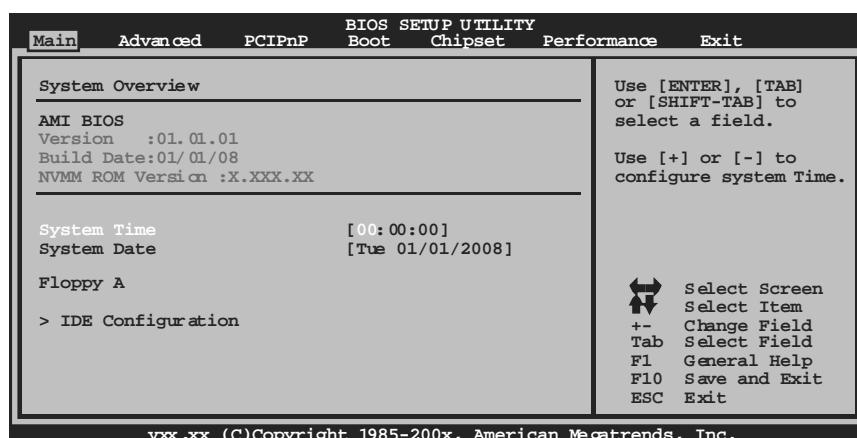 BIOS SETUP UTILITY
Main Advanced PCIPnP Boot Chipset Performance Exit
System Overview
AMI BIOS
Version :01.01.01
Build Date:01/01/08
NVMM ROM Version :X.XXX.XX
System Time [00:00:00]
System Date [Tue 01/01/2008]
Floppy A
> IDE Configuration
Use [ENTER], [TAB]
or [SHIFT-TAB] to
select a field.
Use [+] or [-] to
configure system Time.
Select Screen
Select Item
+- Change Field
Tab Select Field
F1 General Help
F10 Save and Exit
ESC Exit
vxx.xx (C)Copyright 1985-200x, American Megatrends, Inc.